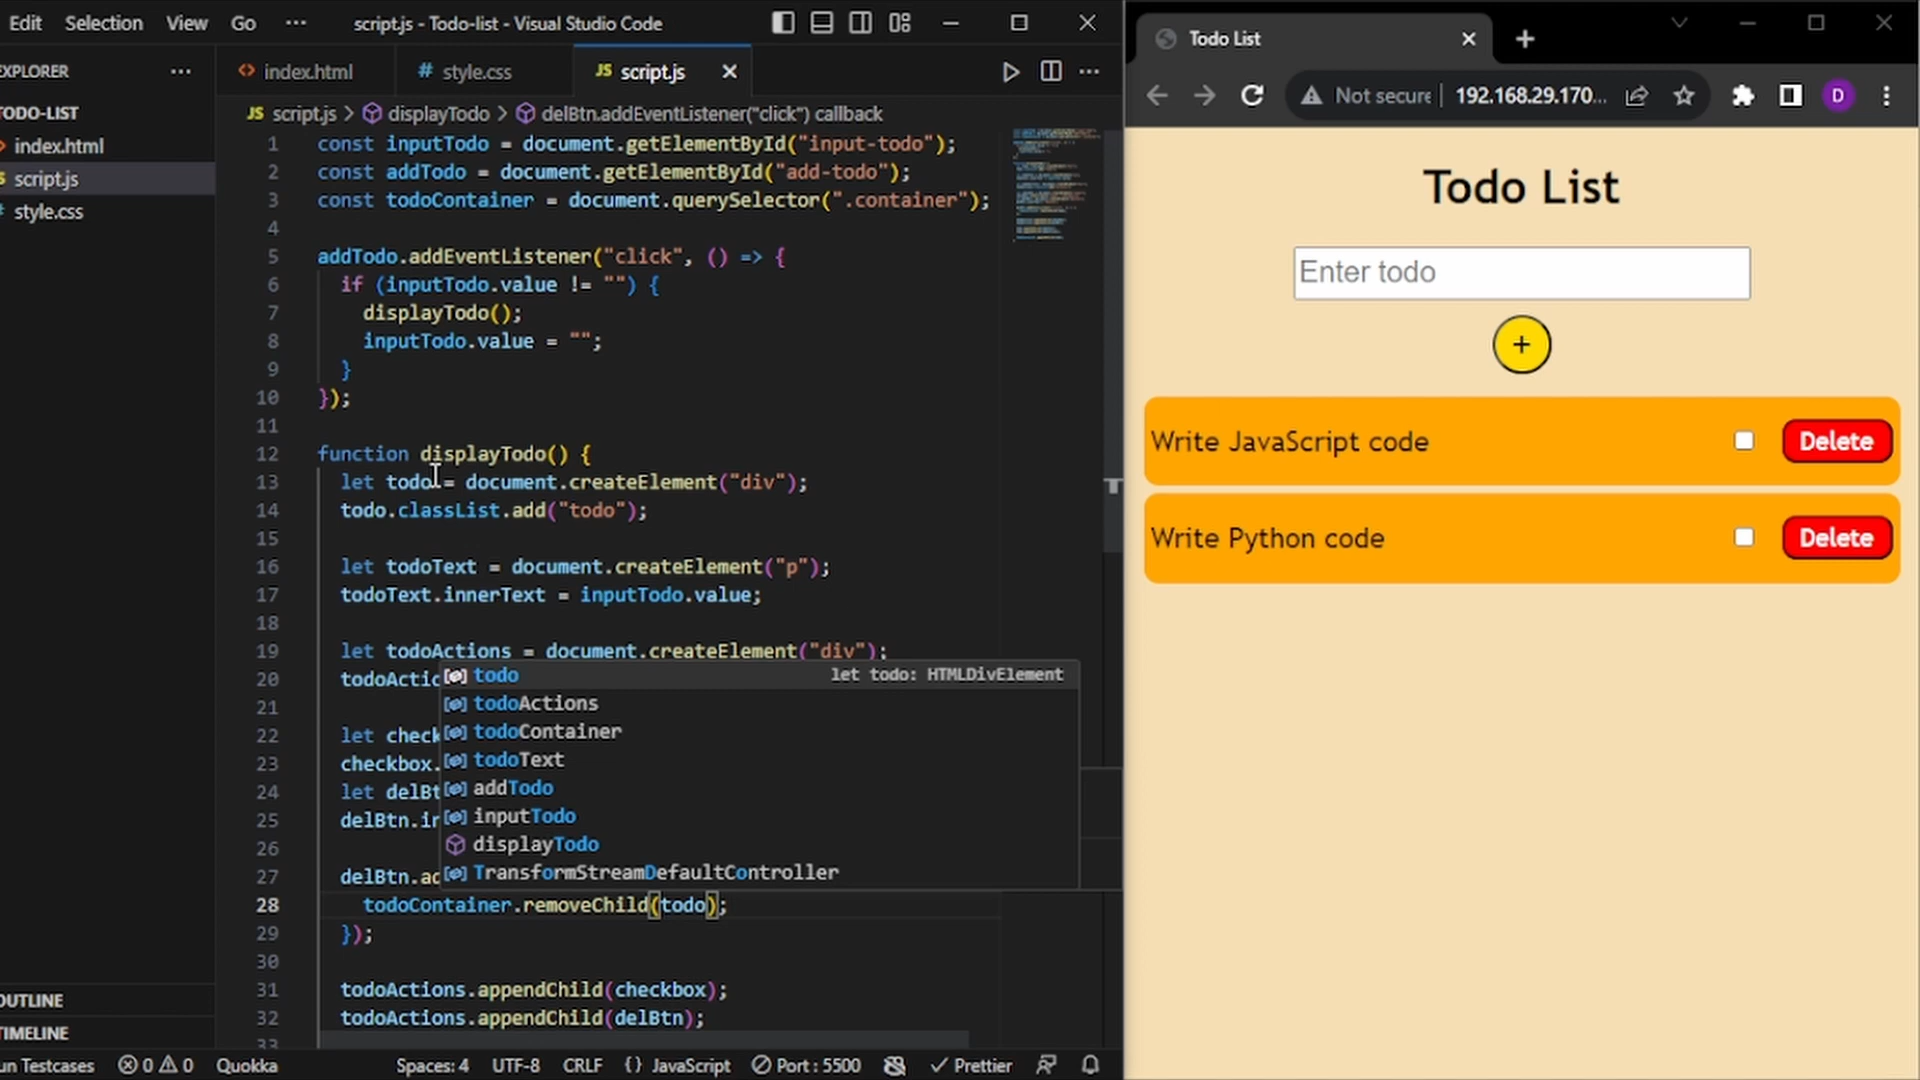 Edit Selection View Go ··· script.js - Todo-list - Visual Studio Code
EXPLORER ···
TODO-LIST
index.html
script.js
style.css
OUTLINE
TIMELINE
index.html style.css JS script.js
JS script.js > displayTodo > delBtn.addEventListener("click") callback
1 const inputTodo = document.getElementById("input-todo");
2 const addTodo = document.getElementById("add-todo");
3 const todoContainer = document.querySelector(".container");
4
5 addTodo.addEventListener("click", () => {
6 if (inputTodo.value != "") {
7 displayTodo();
8 inputTodo.value = "";
9 }
10 });
11
12 function displayTodo() {
13 let todo = document.createElement("div");
14 todo.classList.add("todo");
15
16 let todoText = document.createElement("p");
17 todoText.innerText = inputTodo.value;
18
19 let todoActions = document.createElement("div");
20 todoActio
21
22 let check
23 checkbox.
24 let delBt
25 delBtn.in
26
27 delBtn.ad
28 todoContainer.removeChild(todo);
29 });
30
31 todoActions.appendChild(checkbox);
32 todoActions.appendChild(delBtn);
33
todo let todo: HTMLDivElement
todoActions
todoContainer
todoText
addTodo
inputTodo
displayTodo
TransformStreamDefaultController
un Testcases 0 0 Quokka Spaces: 4 UTF-8 CRLF {} JavaScript Port : 5500 Prettier
Todo List
Not secure 192.168.29.170... D
Todo List
Enter todo
+
Write JavaScript code Delete
Write Python code Delete